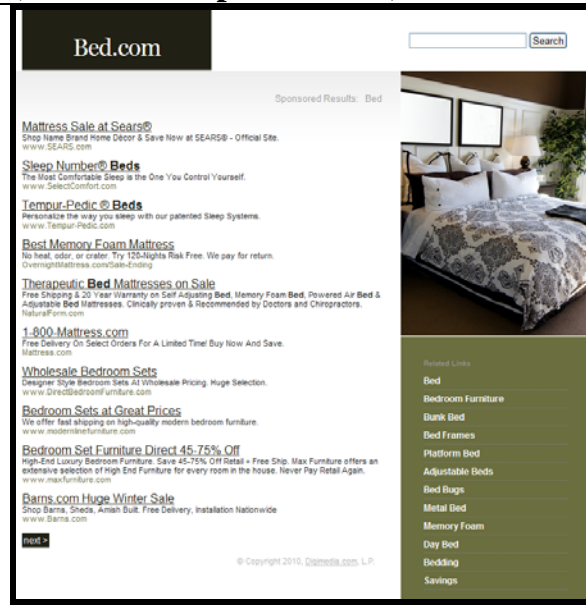 Bed.com
Search
Sponsored Results: Bed
Mattress Sale at Sears®
Shop Name Brand Home Décor & Save Now at SEARS® - Official Site.
www.SEARS.com
Sleep Number® Beds
The Most Comfortable Sleep is the One You Control Yourself.
www.SelectComfort.com
Tempur-Pedic ® Beds
Personalize the way you sleep with our patented Sleep Systems.
www.Tempur-Pedic.com
Best Memory Foam Mattress
No heat, odor, or crater. Try 120-Nights Risk Free. We pay for return.
OvernightMattress.com/Sale-Ending
Therapeutic Bed Mattresses on Sale
Free Shipping & 20 Year Warranty on Self Adjusting Bed, Memory Foam Bed, Powered Air Bed &
Adjustable Bed Mattresses. Clinically proven & Recommended by Doctors and Chiropractors.
NaturalForm.com
1-800-Mattress.com
Free Delivery On Select Orders For A Limited Time! Buy Now And Save.
Mattress.com
Wholesale Bedroom Sets
Designer Style Bedroom Sets At Wholesale Pricing. Huge Selection.
www.DirectBedroomFurniture.com
Bedroom Sets at Great Prices
We offer fast shipping on high-quality modern bedroom furniture.
www.modernlinefurniture.com
Bedroom Set Furniture Direct 45-75% Off
High-End Luxury Bedroom Furniture. Save 45-75% Off Retail + Free Ship. Max Furniture offers an
extensive selection of High End Furniture for every room in the house. Never Pay Retail Again.
www.maxfurniture.com
Barns.com Huge Winter Sale
Shop Barns, Sheds, Amish Built. Free Delivery, Installation Nationwide
www.Barns.com
next >
© Copyright 2010, Digimedia.com, L.P.
Related Links
Bed
Bedroom Furniture
Bunk Bed
Bed Frames
Platform Bed
Adjustable Beds
Bed Bugs
Metal Bed
Memory Foam
Day Bed
Bedding
Savings